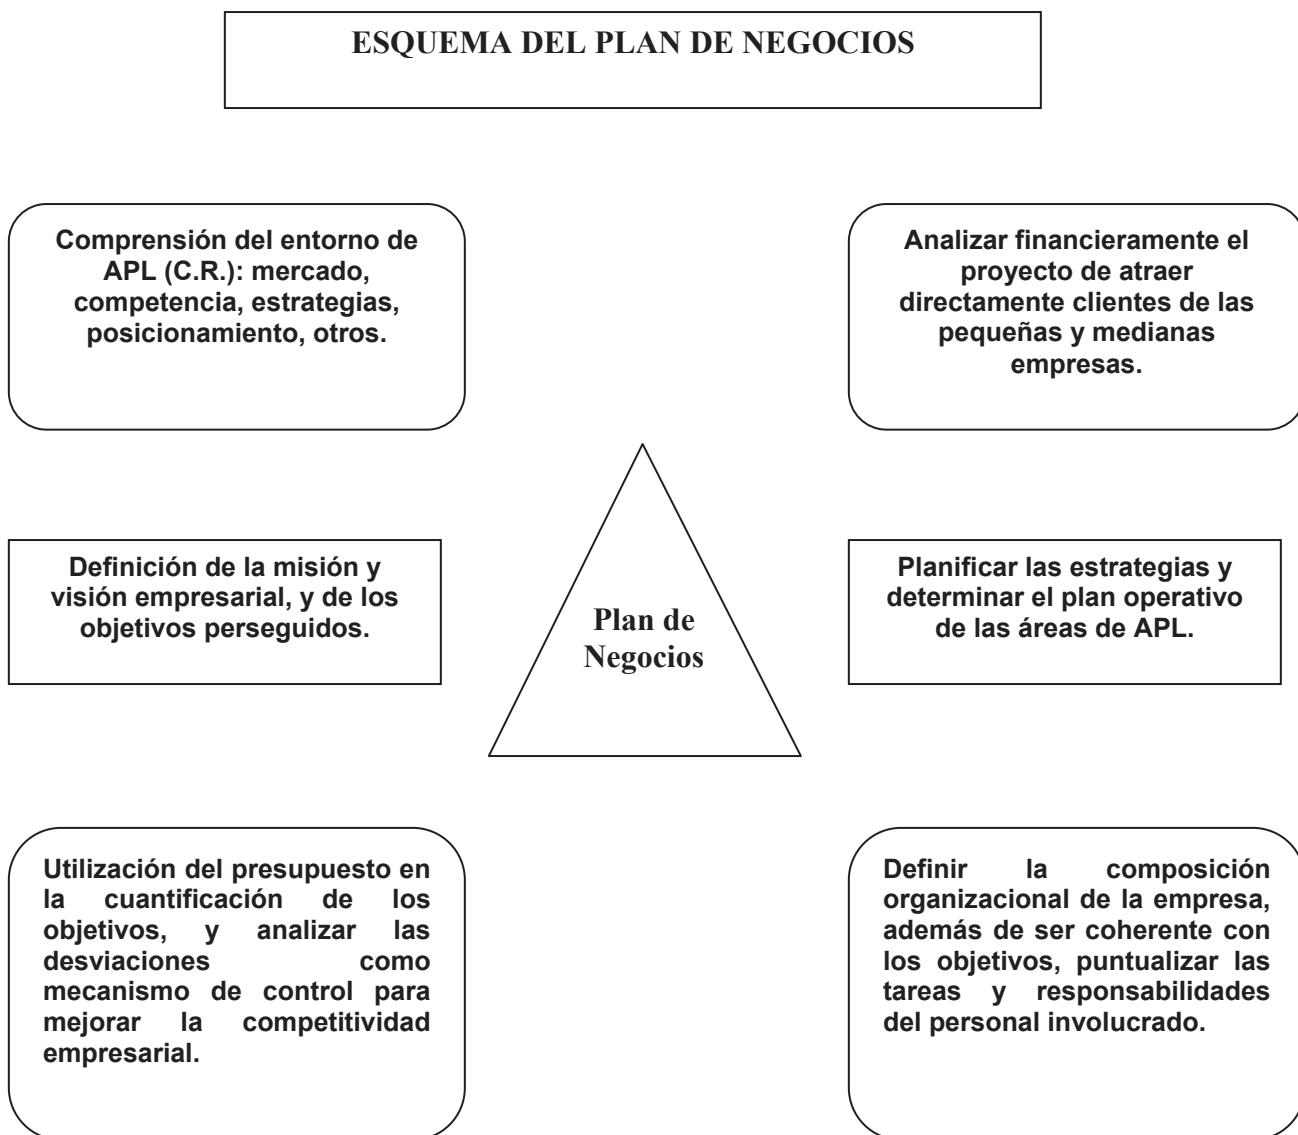 ESQUEMA DEL PLAN DE NEGOCIOS
Comprensión del entorno de
APL (C.R.): mercado,
competencia, estrategias,
posicionamiento, otros.
Analizar financieramente el
proyecto de atraer
directamente clientes de las
pequeñas y medianas
empresas.
Definición de la misión y
visión empresarial, y de los
objetivos perseguidos.
Plan de
Negocios
Planificar las estrategias y
determinar el plan operativo
de las áreas de APL.
Utilización del presupuesto en
la cuantificación de los
objetivos, y analizar las
desviaciones como
mecanismo de control para
mejorar la competitividad
empresarial.
Definir la composición
organizacional de la empresa,
además de ser coherente con
los objetivos, puntualizar las
tareas y responsabilidades
del personal involucrado.